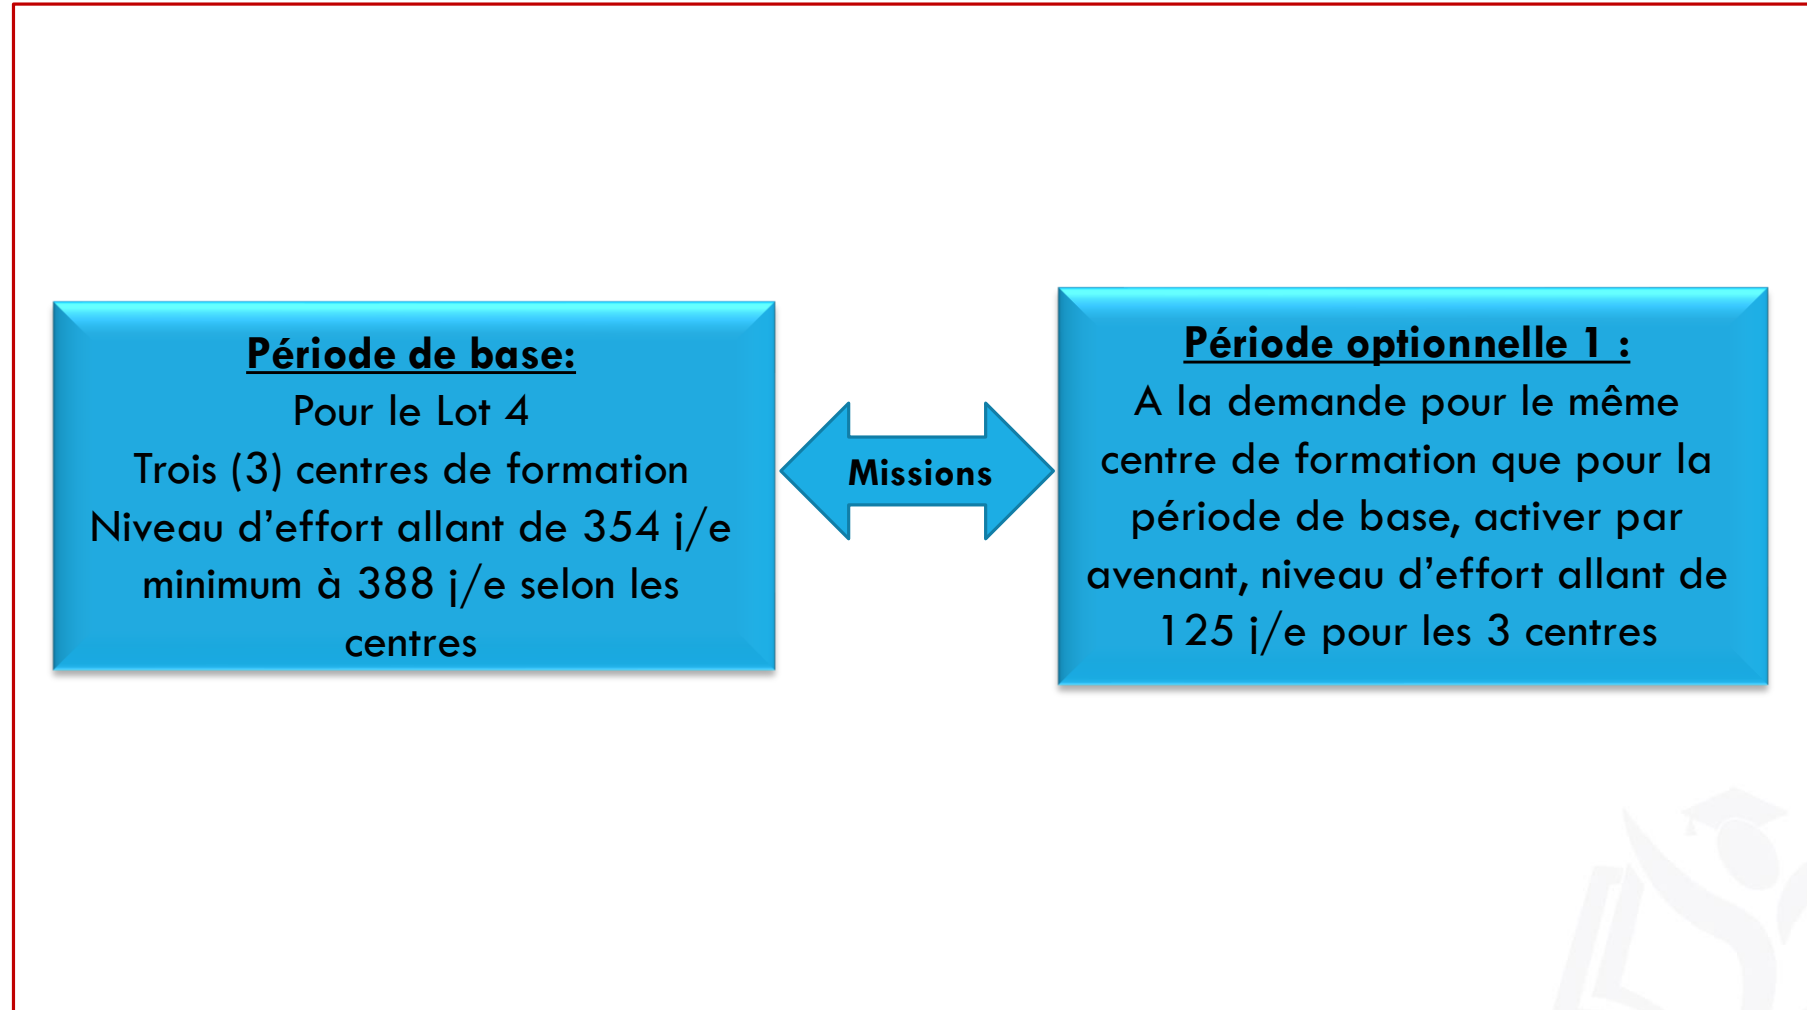 Période de base:
Pour le Lot 4
Trois (3) centres de formation
Niveau d’effort allant de 354 j/e
minimum à 388 j/e selon les
centres
Missions
Période optionnelle 1 :
A la demande pour le même
centre de formation que pour la
période de base, activer par
avenant, niveau d’effort allant de
125 j/e pour les 3 centres